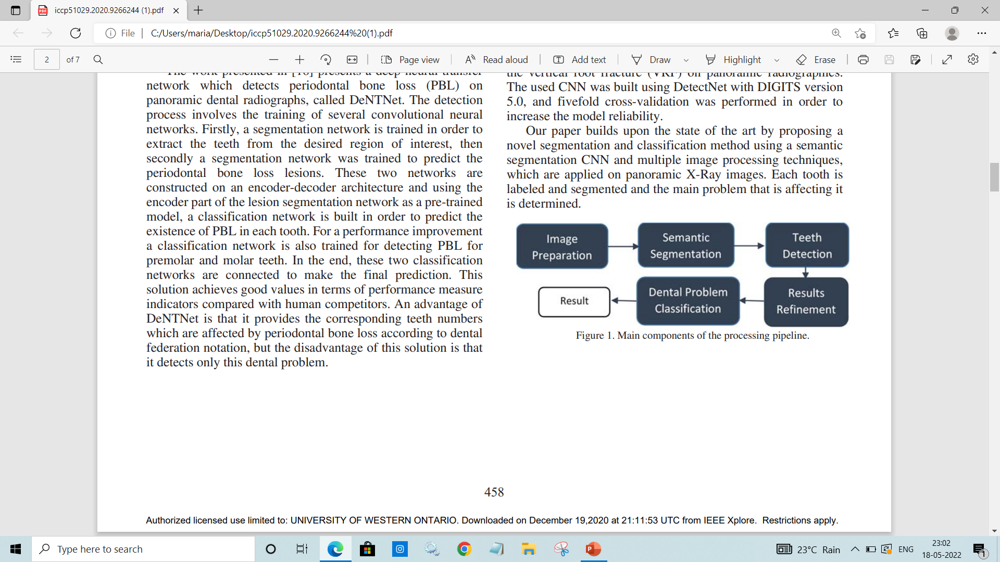 iccp51029.2020.9266244 (1).pdf
File
C:/Users/maria/Desktop/iccp51029.2020.9266244%20(1).pdf
2 of 7
Page view
Read aloud
Add text
Draw
Highlight
Erase
The work presented in [10] presents a deep neural transfer
network which detects periodontal bone loss (PBL) on
panoramic dental radiographs, called DeNTNet. The detection
process involves the training of several convolutional neural
networks. Firstly, a segmentation network is trained in order to
extract the teeth from the desired region of interest, then
secondly a segmentation network was trained to predict the
periodontal bone loss lesions. These two networks are
constructed on an encoder-decoder architecture and using the
encoder part of the lesion segmentation network as a pre-trained
model, a classification network is built in order to predict the
existence of PBL in each tooth. For a performance improvement
a classification network is also trained for detecting PBL for
premolar and molar teeth. In the end, these two classification
networks are connected to make the final prediction. This
solution achieves good values in terms of performance measure
indicators compared with human competitors. An advantage of
DeNTNet is that it provides the corresponding teeth numbers
which are affected by periodontal bone loss according to dental
federation notation, but the disadvantage of this solution is that
it detects only this dental problem.
the vertical root fracture (VRF) on panoramic radiographies.
The used CNN was built using DetectNet with DIGITS version
5.0, and fivefold cross-validation was performed in order to
increase the model reliability.
Our paper builds upon the state of the art by proposing a
novel segmentation and classification method using a semantic
segmentation CNN and multiple image processing techniques,
which are applied on panoramic X-Ray images. Each tooth is
labeled and segmented and the main problem that is affecting it
is determined.
Image
Preparation
Semantic
Segmentation
Teeth
Detection
Results
Refinement
Dental Problem
Classification
Result
Figure 1. Main components of the processing pipeline.
458
Authorized licensed use limited to: UNIVERSITY OF WESTERN ONTARIO. Downloaded on December 19,2020 at 21:11:53 UTC from IEEE Xplore. Restrictions apply.
Type here to search
23°C Rain
ENG
23:02
18-05-2022
1